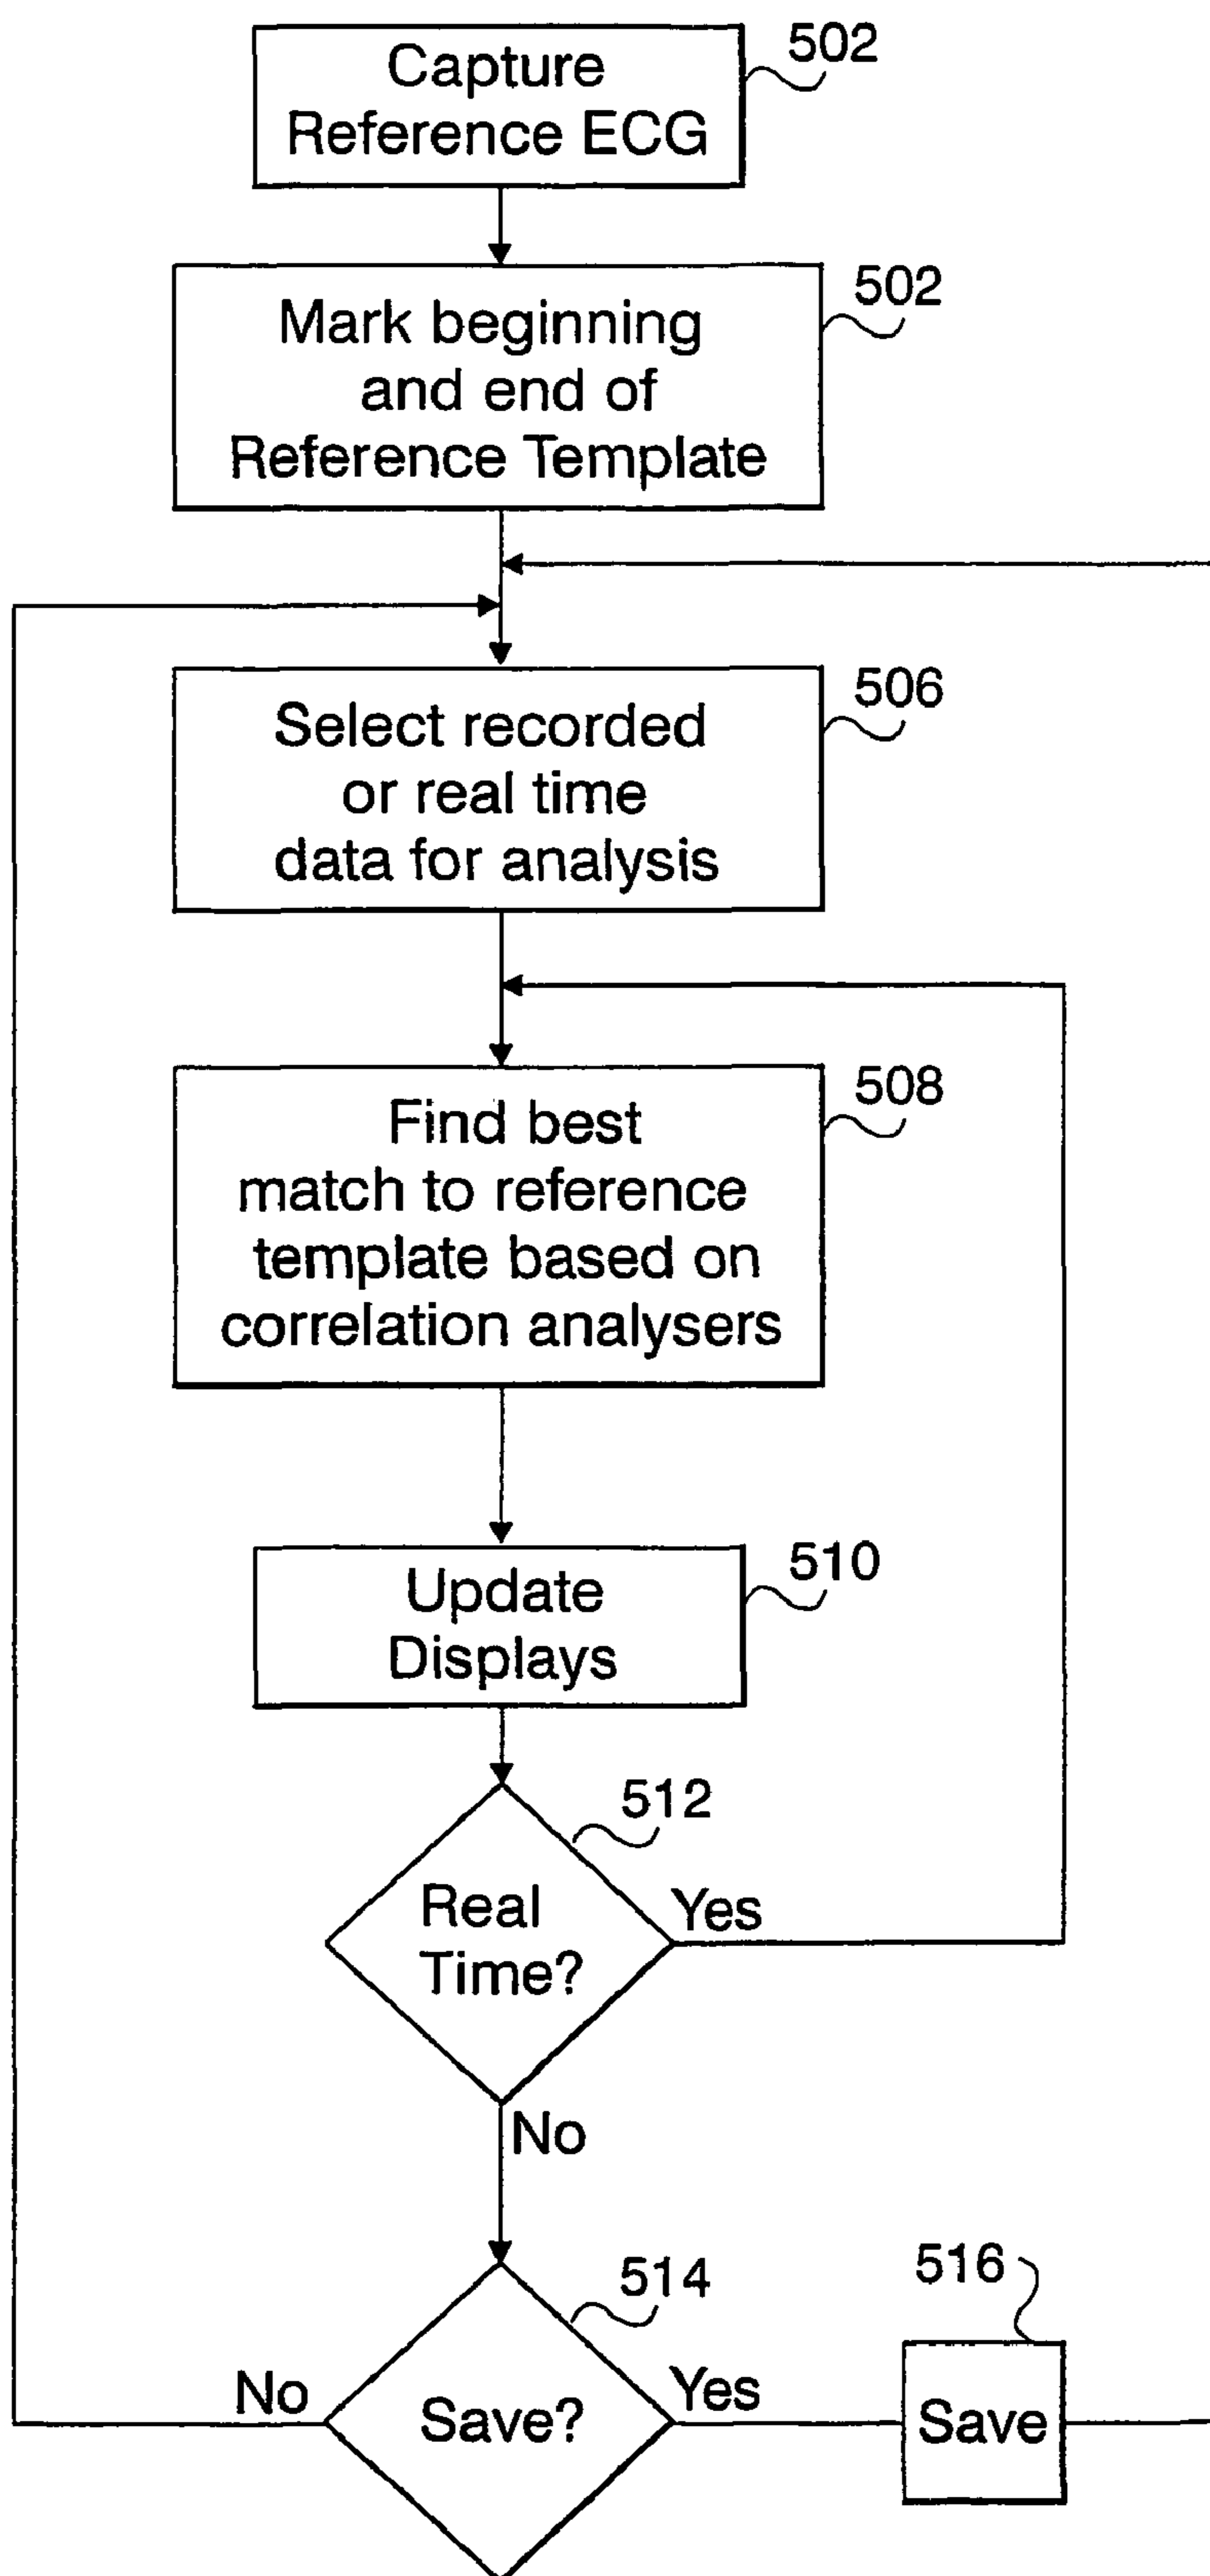 Capture
Reference ECG
502
Mark beginning
and end of
Reference Template
502
Select recorded
or real time
data for analysis
506
Find best
match to reference
template based on
correlation analysers
508
Update
Displays
510
Real
Time?
512
Yes
No
Save?
514
No
Yes
Save
516